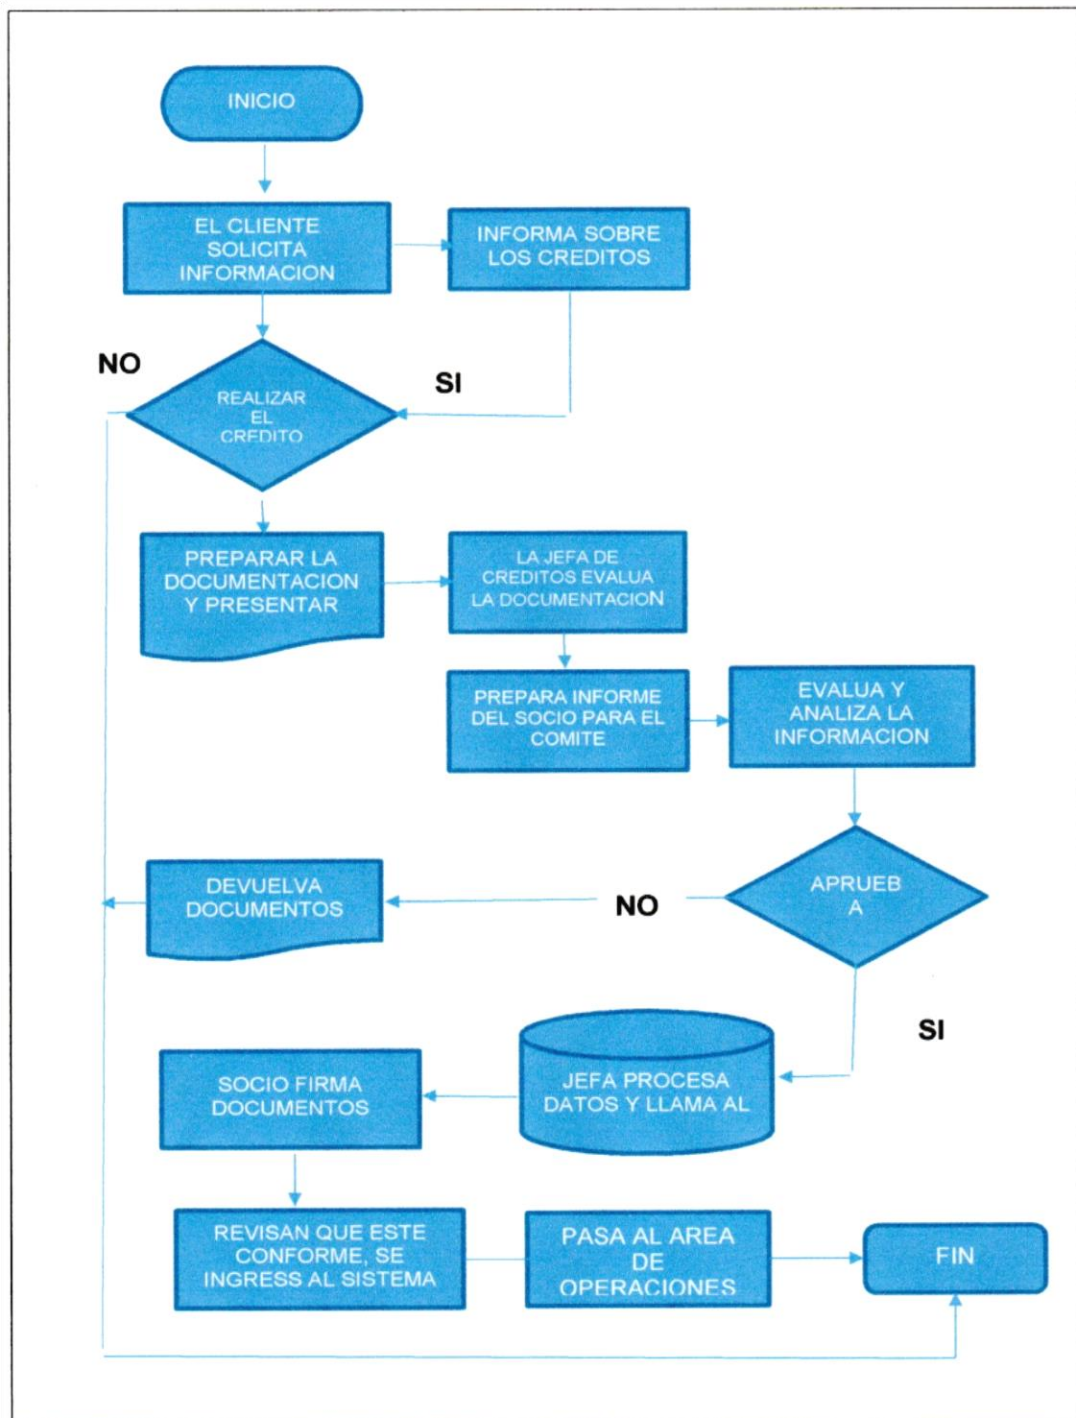 INICIO
EL CLIENTE
SOLICITA
INFORMACION
INFORMA SOBRE
LOS CREDITOS
NO
SI
REALIZAR
EL
CREDITO
PREPARAR LA
DOCUMENTACION
Y PRESENTAR
LA JEFA DE
CREDITOS EVALUA
LA DOCUMENTACION
PREPARA INFORME
DEL SOCIO PARA EL
COMITE
EVALUA Y
ANALIZA LA
INFORMACION
APRUEB
A
NO
DEVUELVA
DOCUMENTOS
SI
JEFA PROCESA
DATOS Y LLAMA AL
SOCIO FIRMA
DOCUMENTOS
REVISAN QUE ESTE
CONFORME, SE
INGRESS AL SISTEMA
PASA AL AREA
DE
OPERACIONES
FIN